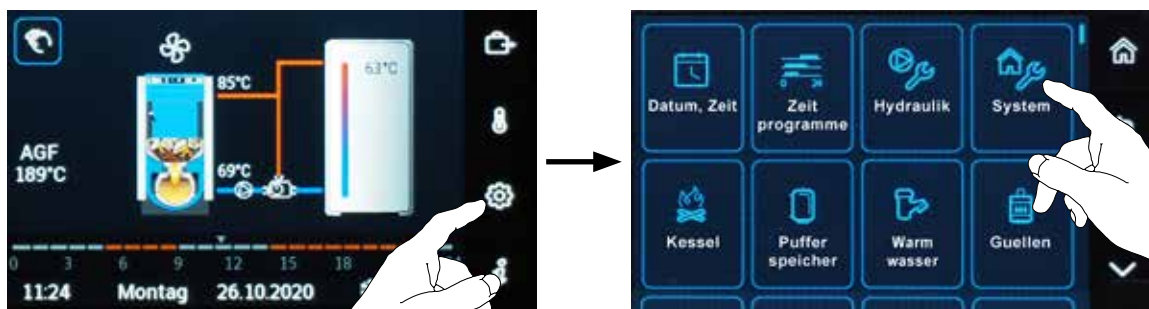 85°C
63°C
AGF
189°C
69°C
0 3 6 9 12 15 18
11:24 Montag 26.10.2020
Datum, Zeit
Zeit
programme
Hydraulik
System
Kessel
Puffer
speicher
Warm
wasser
Guellen